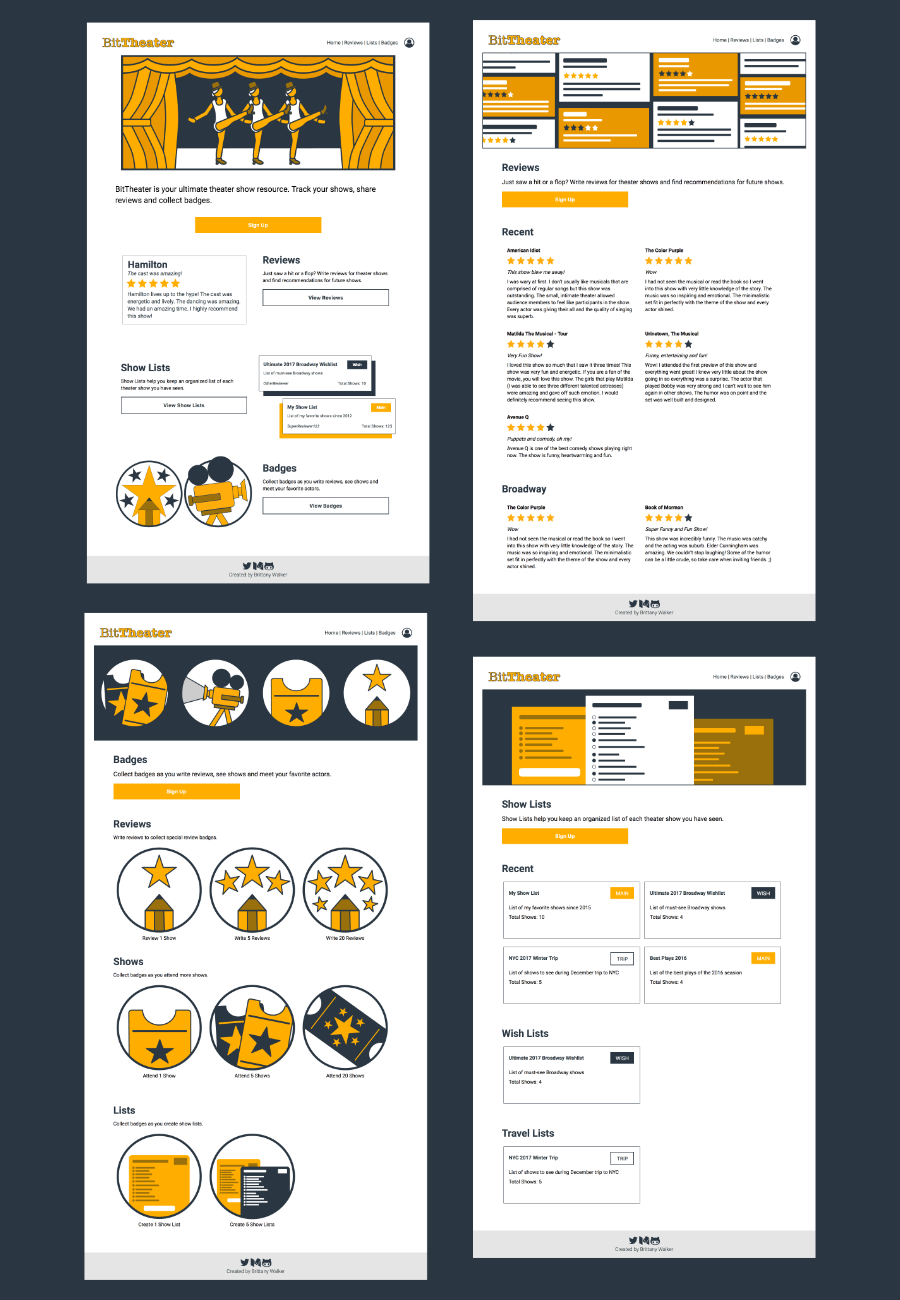 BitTheater
Home | Reviews | Lists | Badges
BitTheater is your ultimate theater show resource. Track your shows, share
reviews and collect badges.
Sign Up
Hamilton
The cast was amazing!
Hamilton lives up to the hype! The cast was
energetic and lively. The dancing was amazing.
We had an amazing time. I highly recommend
this show!
Reviews
Just saw a hit or a flop? Write reviews for theater shows
and find recommendations for future shows.
View Reviews
Show Lists
Show Lists help you keep an organized list of each
theater show you have seen.
View Show Lists
Ultimate 2017 Broadway Wishlist
Wish
List of must-see Broadway shows
Total Shows: 10
My Show List
Main
List of my favorite shows since 2012
SuperReviewer122
Total Shows: 123
Badges
Collect badges as you write reviews, see shows and
meet your favorite actors.
View Badges
Created by Brittany Walker
BitTheater
Home | Reviews | Lists | Badges
Reviews
Just saw a hit or a flop? Write reviews for theater shows and find recommendations for future shows.
Sign Up
Recent
American Idiot
This show blew me away!
I was wary at first. I don't usually like musicals that are
comprised of regular songs but this show was
outstanding. The small, intimate theater allowed
audience members to feel like participants in the show.
Every actor was giving their all and the quality of singing
was superb.
The Color Purple
Wow
I had not seen the musical or read the book so I went
into this show with very little knowledge of the story. The
music was so inspiring and emotional. The minimalistic
set fit in perfectly with the theme of the show and every
actor shined.
Matilda The Musical - Tour
Very Fun Show!
I loved this show so much that I saw it three times! This
show was very fun and energetic. If you are a fan of the
movie, you will love this show. The girls that play Matilda
(I was able to see three different talented actresses)
were amazing and gave off such emotion. I would
definitely recommend seeing this show.
Urinetown, The Musical
Funny, entertaining and fun!
Wow! I attended the first preview of this show and
everything went great! I knew very little about the show
going in so everything was a surprise. The actor that
played Bobby was very strong and I can't wait to see him
again in other shows. The humor was on point and the
set was well built and designed.
Avenue Q
Puppets and comedy, oh my!
Avenue Q is one of the best comedy shows playing right
now. The show is funny, heartwarming and fun.
Broadway
The Color Purple
Wow
I had not seen the musical or read the book so I went
into this show with very little knowledge of the story. The
music was so inspiring and emotional. The minimalistic
set fit in perfectly with the theme of the show and every
actor shined.
Book of Mormon
Super Funny and Fun Show!
This show was incredibly funny. The music was catchy
and the acting was suburb. Elder Cunningham was
amazing. We couldn't stop laughing! Some of the humor
can be a little crude, so take care when inviting friends. ;)
Created by Brittany Walker
BitTheater
Home | Reviews | Lists | Badges
Badges
Collect badges as you write reviews, see shows and meet your favorite actors.
Sign Up
Reviews
Write reviews to collect special review badges.
Review 1 Show
Write 5 Reviews
Write 20 Reviews
Shows
Collect badges as you attend more shows.
Attend 1 Show
Attend 5 Shows
Attend 20 Shows
Lists
Collect badges as you create show lists.
Create 1 Show List
Create 5 Show Lists
Created by Brittany Walker
BitTheater
Home | Reviews | Lists | Badges
Show Lists
Show Lists help you keep an organized list of each theater show you have seen.
Sign Up
Recent
My Show List
MAIN
List of my favorite shows since 2015
Total Shows: 10
Ultimate 2017 Broadway Wishlist
WISH
List of must-see Broadway shows
Total Shows: 4
NYC 2017 Winter Trip
TRIP
List of shows to see during December trip to NYC
Total Shows: 5
Best Plays 2016
MAIN
List of the best plays of the 2016 season
Total Shows: 4
Wish Lists
Ultimate 2017 Broadway Wishlist
WISH
List of must-see Broadway shows
Total Shows: 4
Travel Lists
NYC 2017 Winter Trip
TRIP
List of shows to see during December trip to NYC
Total Shows: 5
Created by Brittany Walker